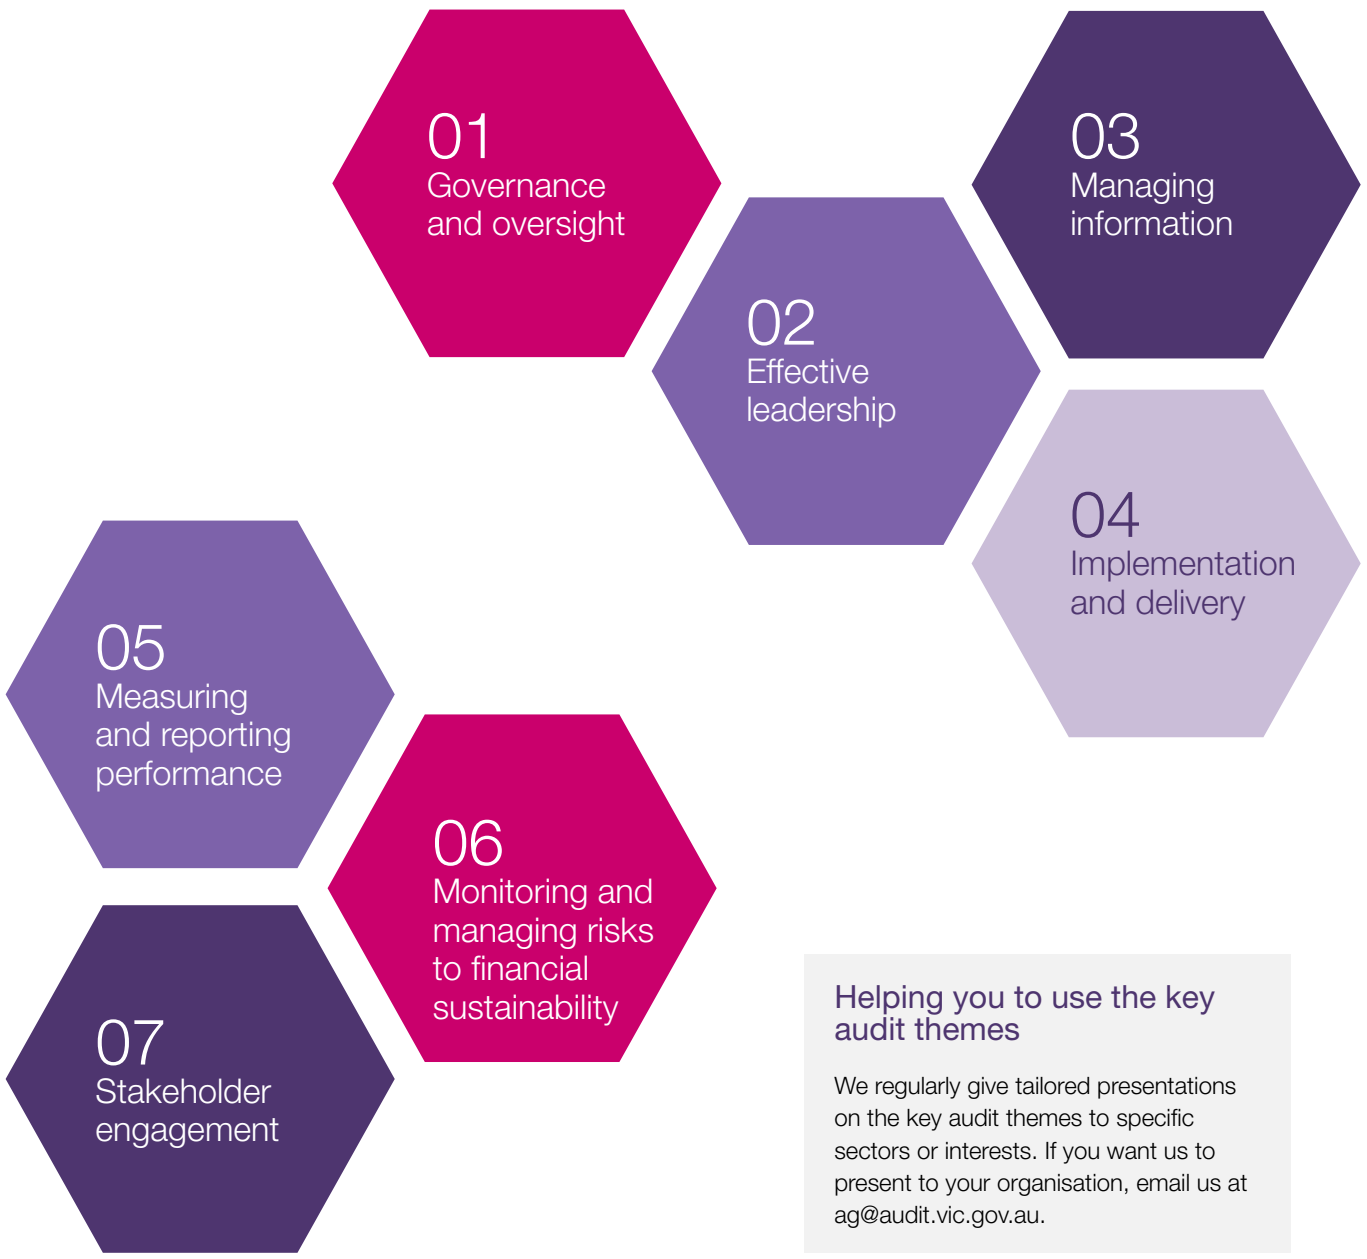 01
Governance
and oversight
02
Effective
leadership
03
Managing
information
04
Implementation
and delivery
05
Measuring
and reporting
performance
06
Monitoring and
managing risks
to financial
sustainability
07
Stakeholder
engagement
Helping you to use the key
audit themes
We regularly give tailored presentations
on the key audit themes to specific
sectors or interests. If you want us to
present to your organisation, email us at
ag@audit.vic.gov.au.